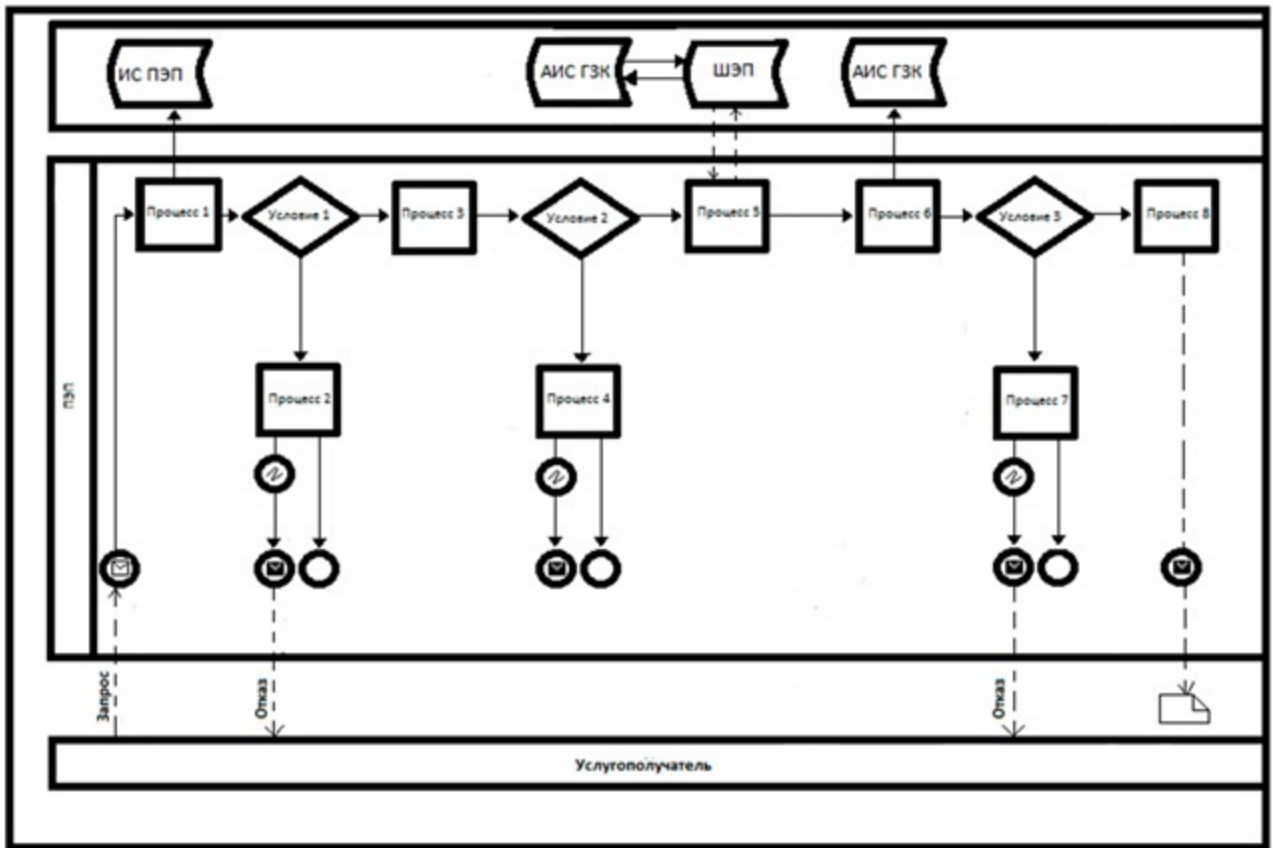 ИС ПЭП
АИС ГЗК
ШЭП
АИС ГЗК
Процесс 1
Условие 1
Процесс 3
Условие 2
Процесс 5
Процесс 6
Условие 3
Процесс 8
ПЭП
Процесс 2
Процесс 4
Процесс 7
Запрос
Отказ
Отказ
Услугополучатель